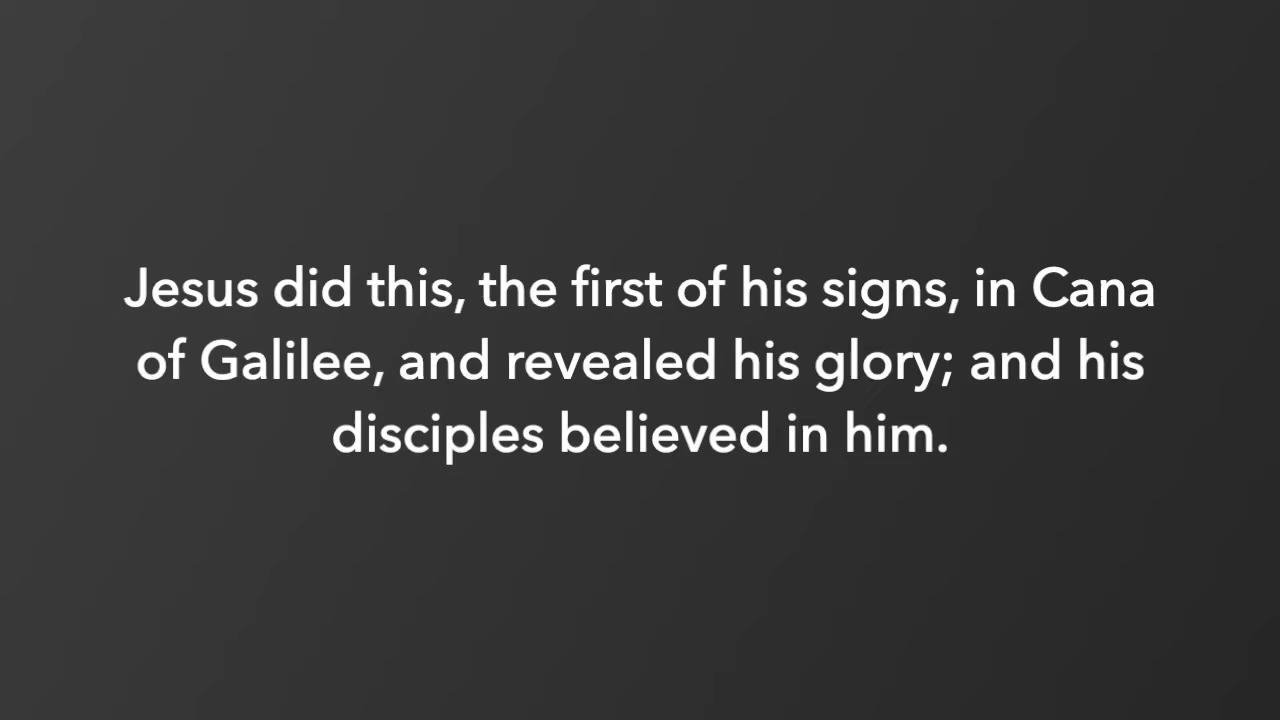 Jesus did this, the first of his signs, in Cana
of Galilee, and revealed his glory; and his
disciples believed in him.